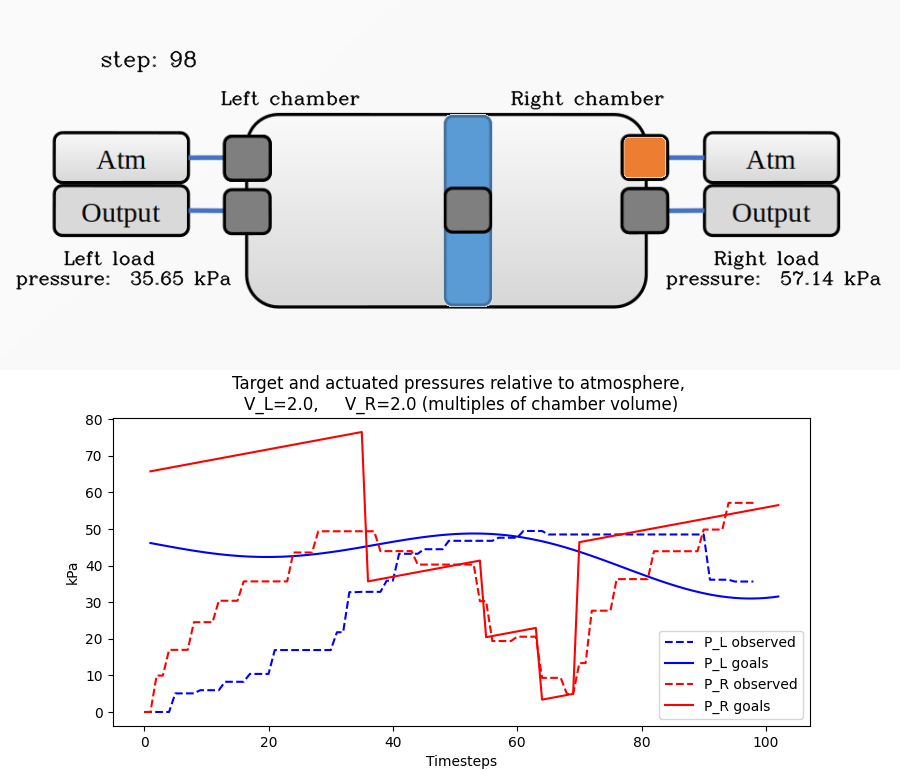 step: 98
Left chamber
Right chamber
Atm
Atm
Output
Output
Left load
pressure: 35.65 kPa
Right load
pressure: 57.14 kPa
Target and actuated pressures relative to atmosphere,
V_L=2.0, V_R=2.0 (multiples of chamber volume)
80
70
60
50
40
30
20
10
0
kPa
P_L observed
P_L goals
P_R observed
P_R goals
0 20 40 60 80 100
Timesteps